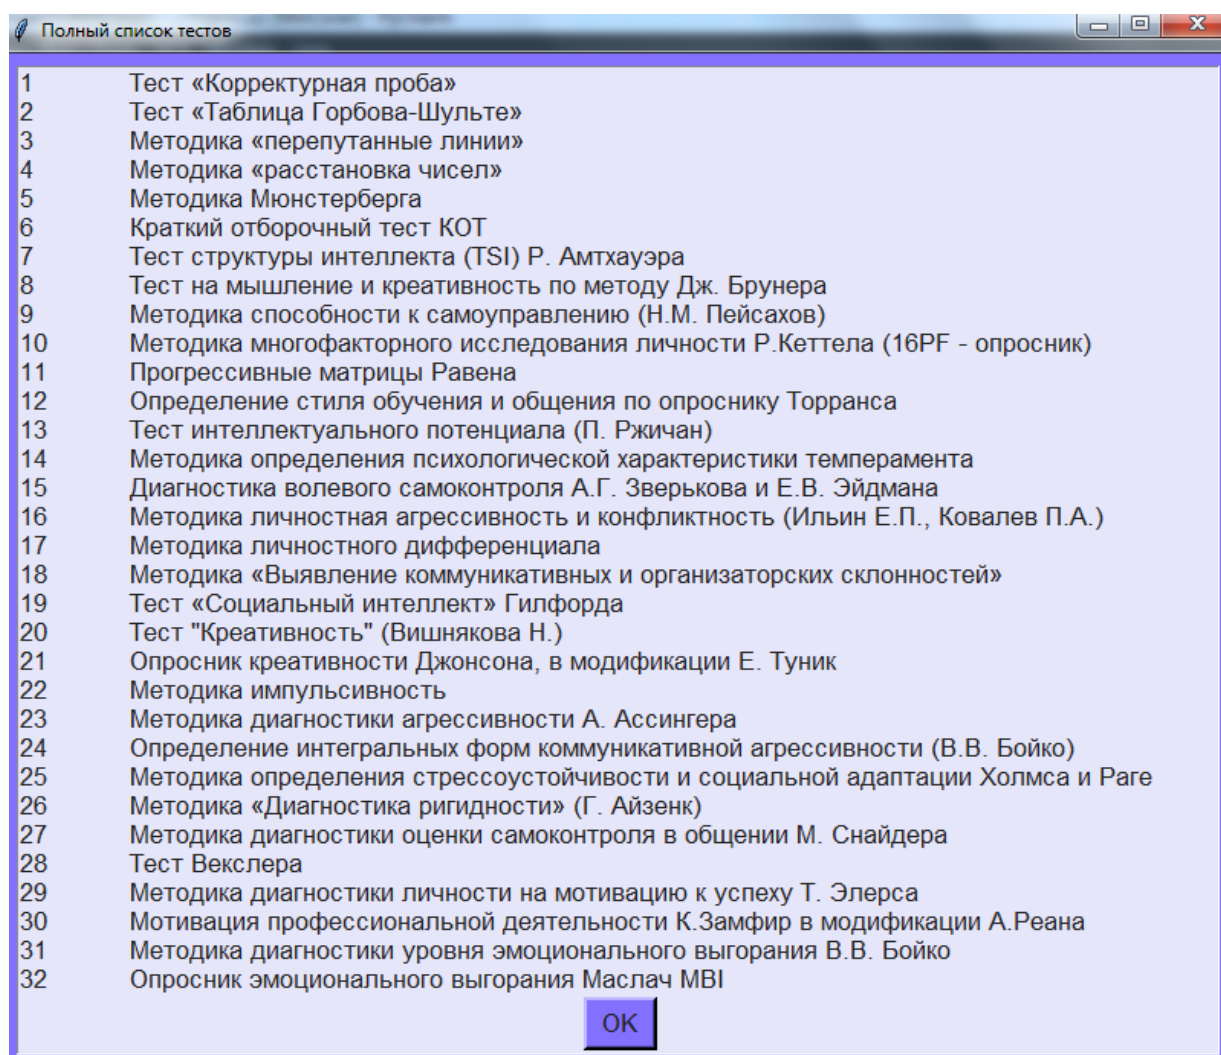 Полный список тестов
1 Тест «Корректурная проба»
2 Тест «Таблица Горбова-Шульте»
3 Методика «перепутанные линии»
4 Методика «расстановка чисел»
5 Методика Мюнстерберга
6 Краткий отборочный тест КОТ
7 Тест структуры интеллекта (TSI) Р. Амтхауэра
8 Тест на мышление и креативность по методу Дж. Брунера
9 Методика способности к самоуправлению (Н.М. Пейсахов)
10 Методика многофакторного исследования личности Р.Кеттела (16PF - опросник)
11 Прогрессивные матрицы Равена
12 Определение стиля обучения и общения по опроснику Торранса
13 Тест интеллектуального потенциала (П. Ржичан)
14 Методика определения психологической характеристики темперамента
15 Диагностика волевого самоконтроля А.Г. Зверькова и Е.В. Эйдмана
16 Методика личностная агрессивность и конфликтность (Ильин Е.П., Ковалев П.А.)
17 Методика личностного дифференциала
18 Методика «Выявление коммуникативных и организаторских склонностей»
19 Тест «Социальный интеллект» Гилфорда
20 Тест "Креативность" (Вишнякова Н.)
21 Опросник креативности Джонсона, в модификации Е. Туник
22 Методика импульсивность
23 Методика диагностики агрессивности А. Ассингера
24 Определение интегральных форм коммуникативной агрессивности (В.В. Бойко)
25 Методика определения стрессоустойчивости и социальной адаптации Холмса и Раге
26 Методика «Диагностика ригидности» (Г. Айзенк)
27 Методика диагностики оценки самоконтроля в общении М. Снайдера
28 Тест Векслера
29 Методика диагностики личности на мотивацию к успеху Т. Элерса
30 Мотивация профессиональной деятельности К.Замфир в модификации А.Реана
31 Методика диагностики уровня эмоционального выгорания В.В. Бойко
32 Опросник эмоционального выгорания Маслач MBI
OK